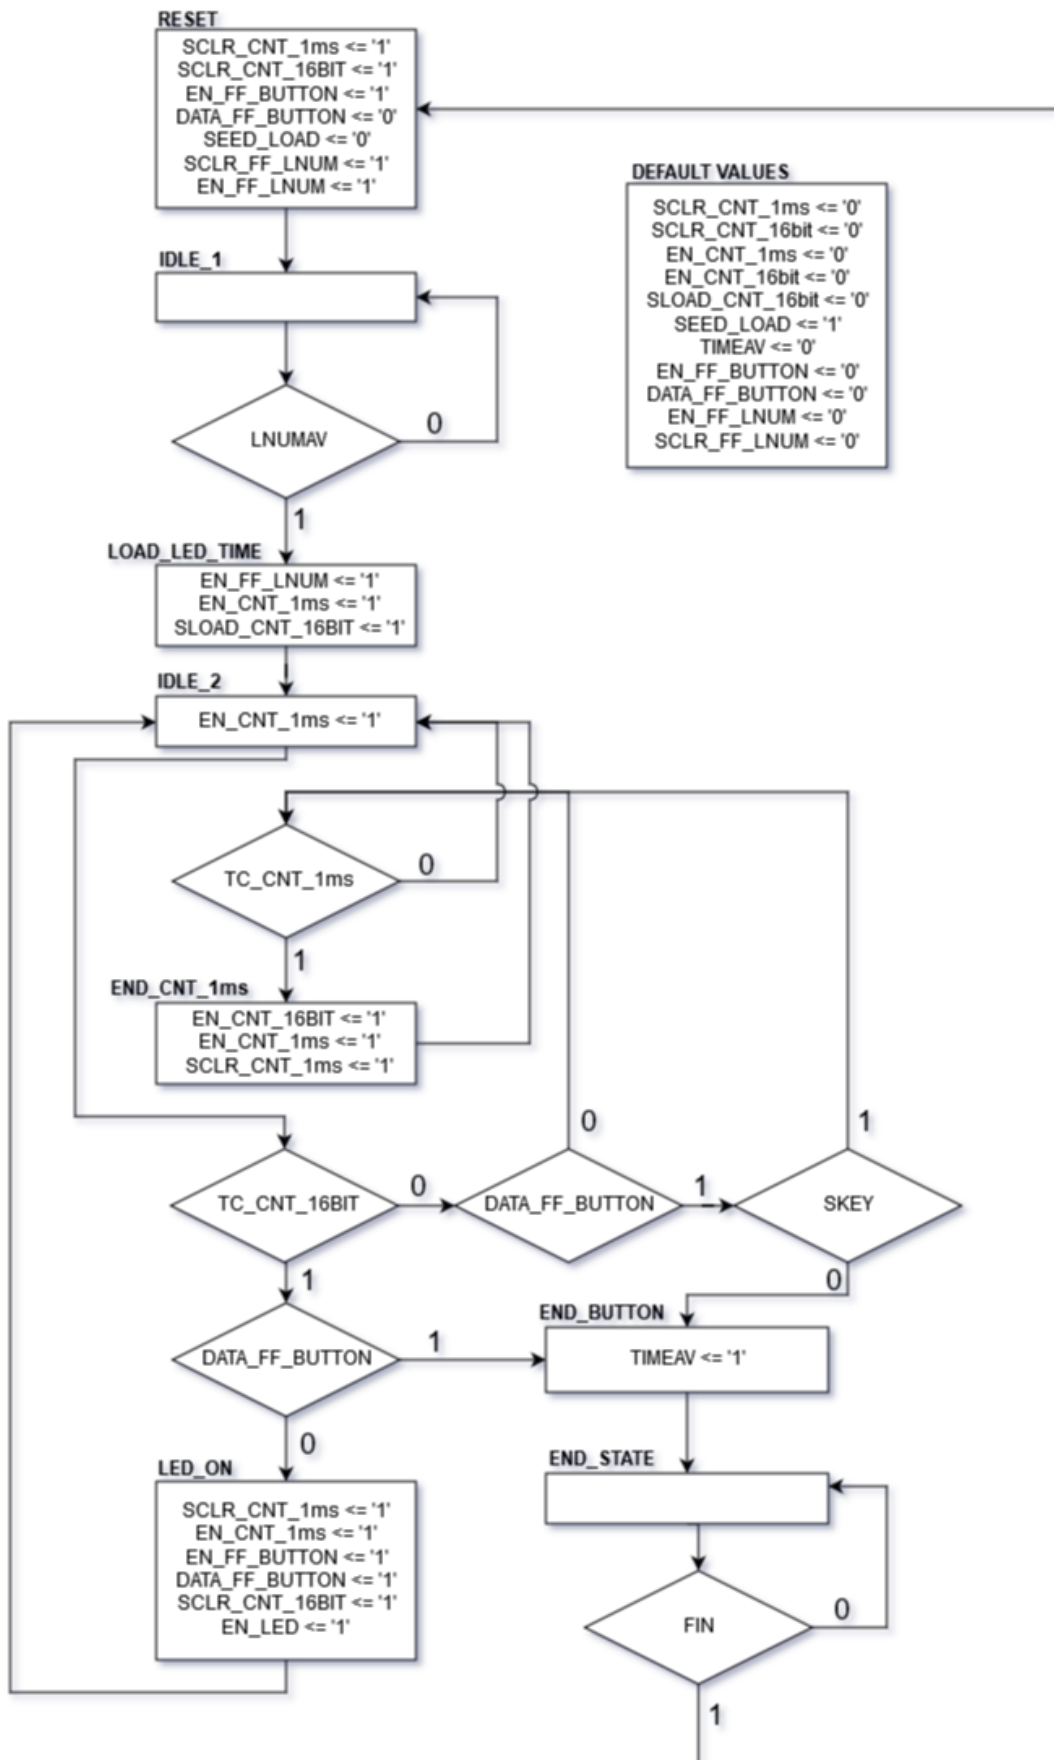 RESET
SCLR_CNT_1ms <= '1'
SCLR_CNT_16BIT <= '1'
EN_FF_BUTTON <= '1'
DATA_FF_BUTTON <= '0'
SEED_LOAD <= '0'
SCLR_FF_LNUM <= '1'
EN_FF_LNUM <= '1'
DEFAULT VALUES
SCLR_CNT_1ms <= '0'
SCLR_CNT_16bit <= '0'
EN_CNT_1ms <= '0'
EN_CNT_16bit <= '0'
SLOAD_CNT_16bit <= '0'
SEED_LOAD <= '1'
TIMEAV <= '0'
EN_FF_BUTTON <= '0'
DATA_FF_BUTTON <= '0'
EN_FF_LNUM <= '0'
SCLR_FF_LNUM <= '0'
IDLE_1
LNUMAV
0
1
LOAD_LED_TIME
EN_FF_LNUM <= '1'
EN_CNT_1ms <= '1'
SLOAD_CNT_16BIT <= '1'
IDLE_2
EN_CNT_1ms <= '1'
TC_CNT_1ms
0
1
END_CNT_1ms
EN_CNT_16BIT <= '1'
EN_CNT_1ms <= '1'
SCLR_CNT_1ms <= '1'
0
1
TC_CNT_16BIT
0
DATA_FF_BUTTON
1
SKEY
1
0
END_BUTTON
TIMEAV <= '1'
DATA_FF_BUTTON
1
0
LED_ON
SCLR_CNT_1ms <= '1'
EN_CNT_1ms <= '1'
EN_FF_BUTTON <= '1'
DATA_FF_BUTTON <= '1'
SCLR_CNT_16BIT <= '1'
EN_LED <= '1'
END_STATE
FIN
0
1